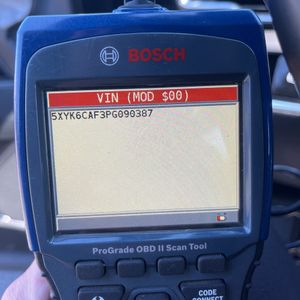 BOSCH
VIN (MOD $00)
5XYK6CAF3PG090387
ProGrade OBD II Scan Tool
CODE
CONNECT